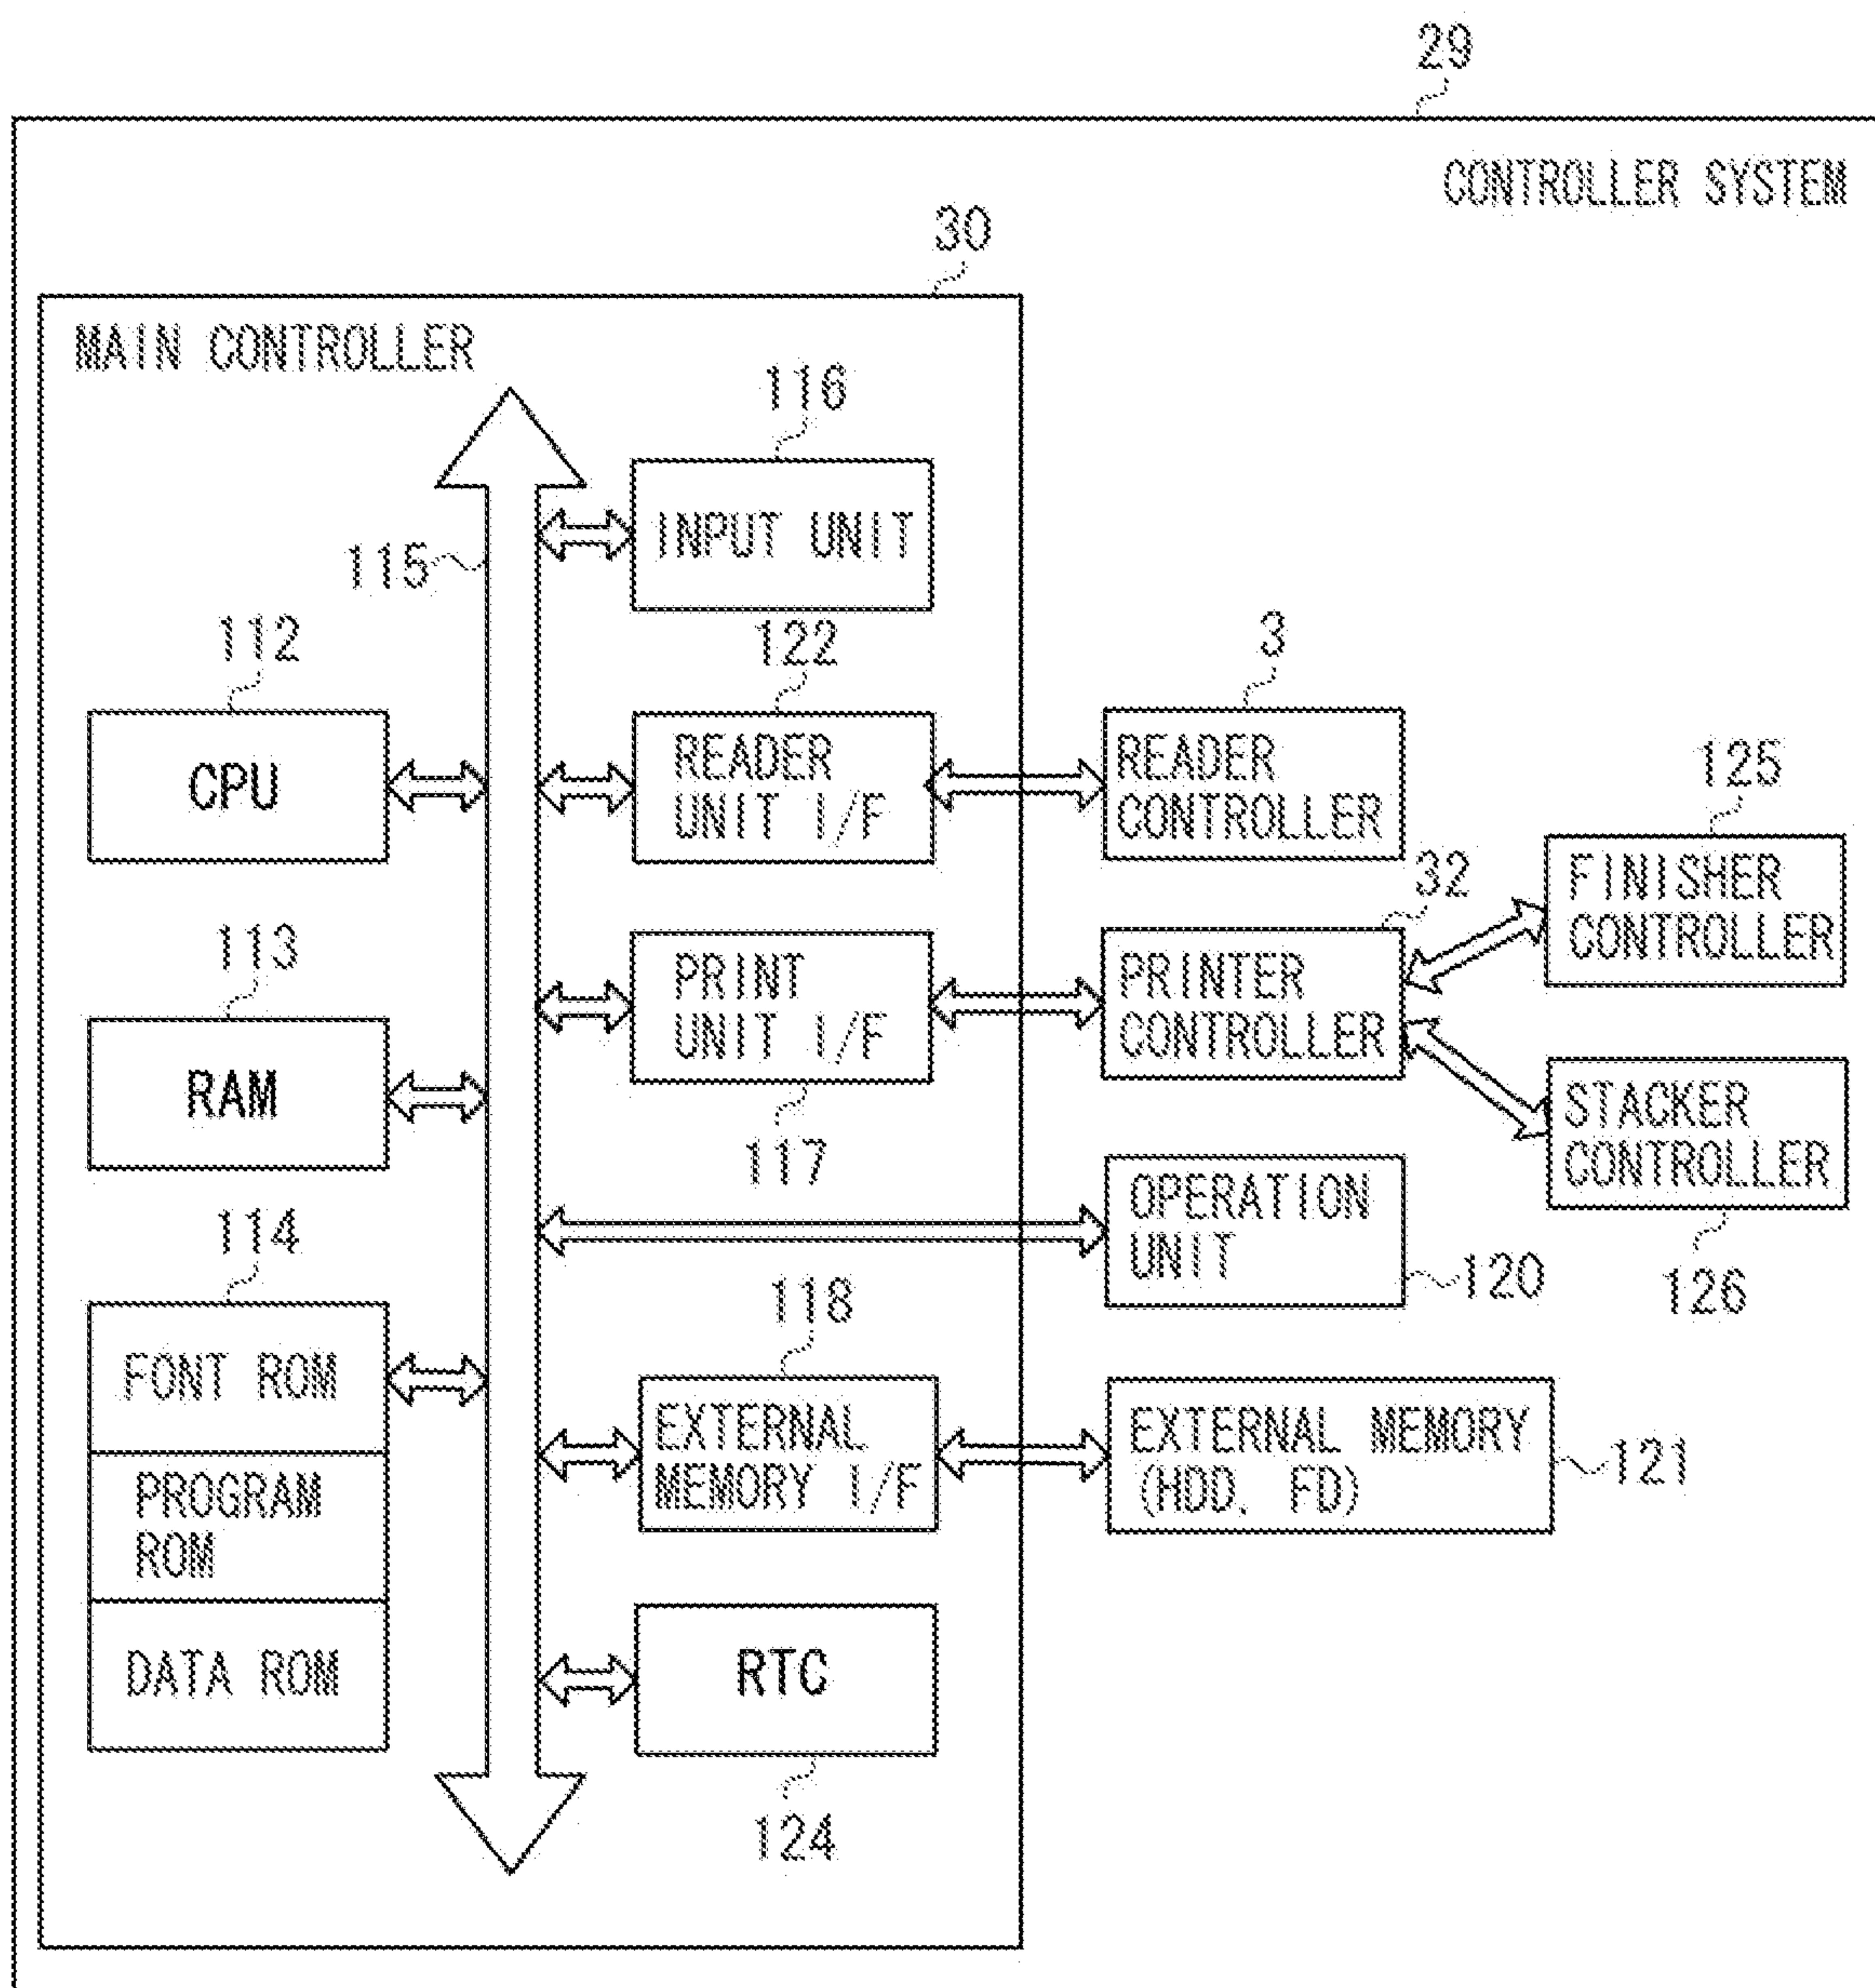 29
CONTROLLER SYSTEM
30
MAIN CONTROLLER
116
INPUT UNIT
115
112
CPU
122
READER
UNIT I/F
3
READER
CONTROLLER
125
FINISHER
CONTROLLER
113
RAM
PRINT
UNIT I/F
117
32
PRINTER
CONTROLLER
STACKER
CONTROLLER
126
OPERATION
UNIT
120
114
FONT ROM
PROGRAM
ROM
DATA ROM
118
EXTERNAL
MEMORY I/F
EXTERNAL MEMORY
(HDD, FD)
121
RTC
124